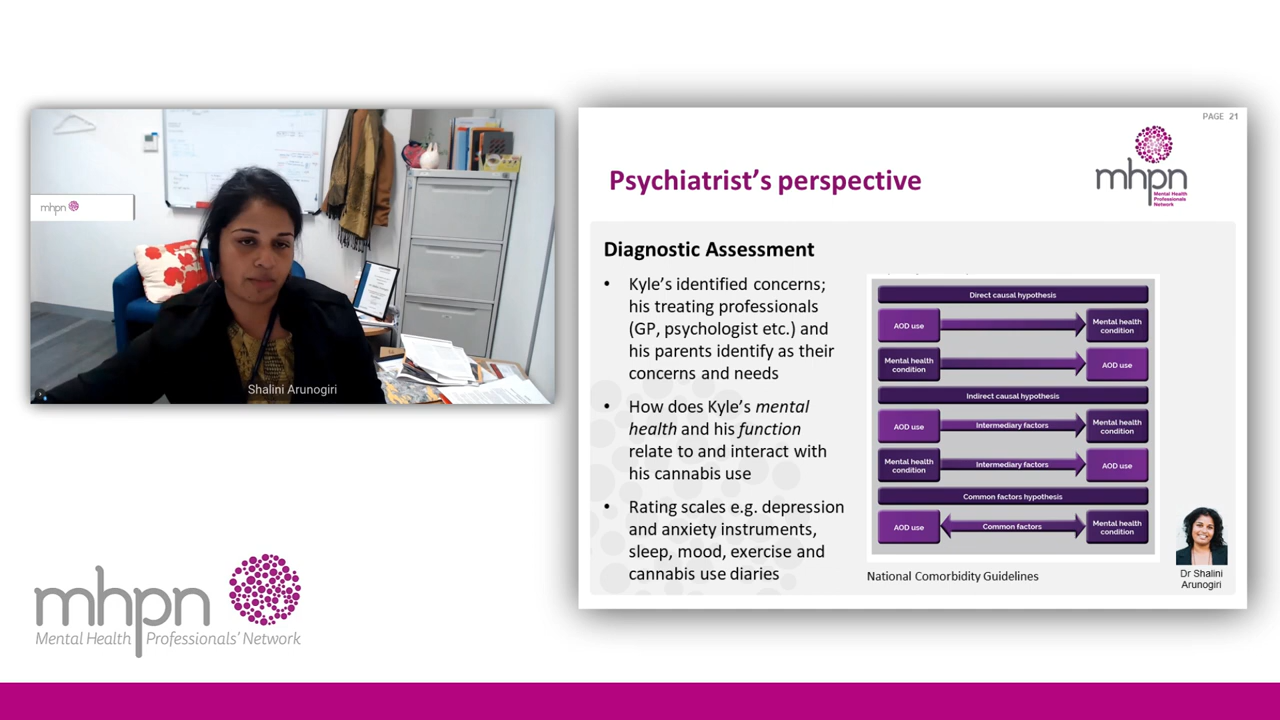 mhpn
Shalini Arunogiri
mhpn
Mental Health Professionals' Network
PAGE 21
mhpn
Mental Health
Professionals
Network
Psychiatrist's perspective
Diagnostic Assessment
• Kyle's identified concerns;
his treating professionals
(GP, psychologist etc.) and
his parents identify as their
concerns and needs
• How does Kyle's mental
health and his function
relate to and interact with
his cannabis use
• Rating scales e.g. depression
and anxiety instruments,
sleep, mood, exercise and
cannabis use diaries
Direct causal hypothesis
AOD use
Mental health
condition
Mental health
condition
AOD use
Indirect causal hypothesis
AOD use
Intermediary factors
Mental health
condition
Mental health
condition
Intermediary factors
AOD use
Common factors hypothesis
AOD use
Common factors
Mental health
condition
National Comorbidity Guidelines
Dr Shalini
Arunogiri